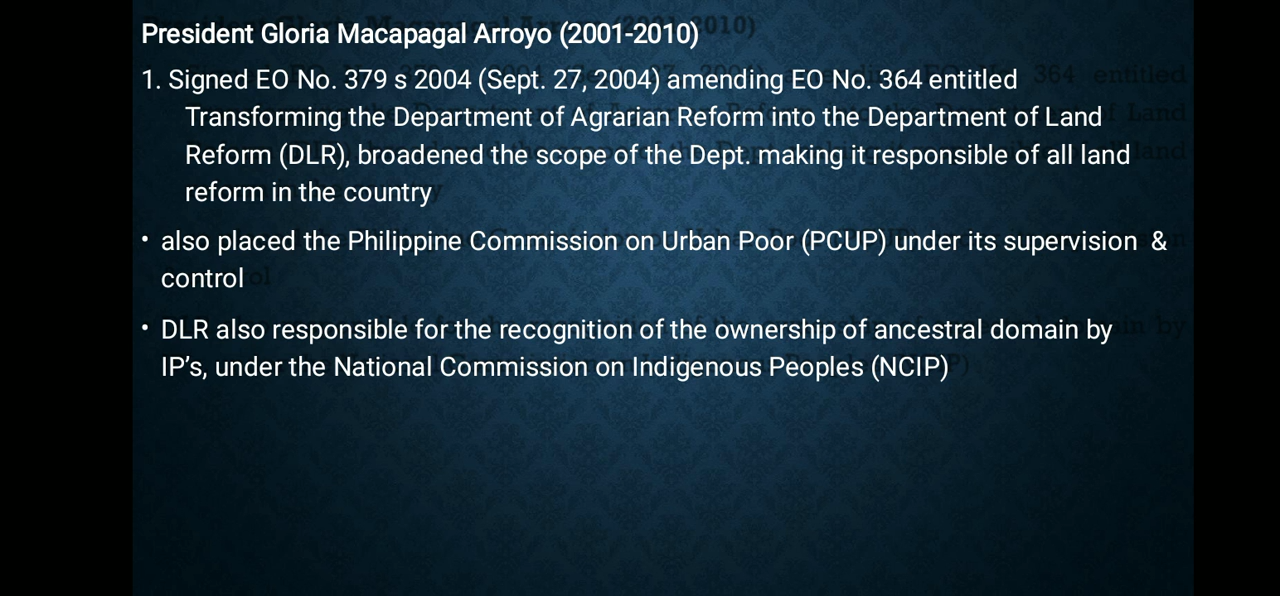 President Gloria Macapagal Arroyo (2001-2010)
1. Signed EO No. 379 s 2004 (Sept. 27, 2004) amending EO No. 364 entitled
Transforming the Department of Agrarian Reform into the Department of Land
Reform (DLR), broadened the scope of the Dept. making it responsible of all land
reform in the country
• also placed the Philippine Commission on Urban Poor (PCUP) under its supervision &
control
• DLR also responsible for the recognition of the ownership of ancestral domain by
IP’s, under the National Commission on Indigenous Peoples (NCIP)